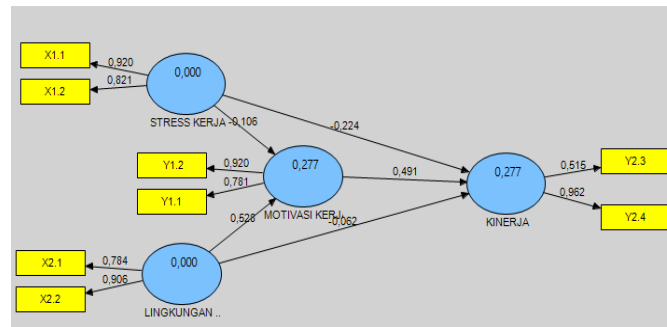 X1.1
0,920
0,000
X1.2
0,821
STRESS KERJA
-0,106
-0,224
Y1.2
0,920
0,277
Y1.1
0,781
MOTIVASI KERJ..
0,491
0,277
KINERJA
0,515
Y2.3
0,962
Y2.4
0,528
-0,062
X2.1
0,784
0,000
X2.2
0,906
LINGKUNGAN ..